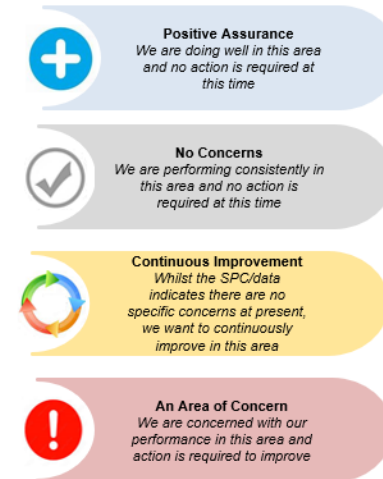 Positive Assurance
We are doing well in this area
and no action is required at
this time
No Concerns
We are performing consistently in
this area and no action is
required at this time
Continuous Improvement
Whilst the SPC/data
indicates there are no
specific concerns at present,
we want to continuously
improve in this area
An Area of Concern
We are concerned with our
performance in this area and
action is required to improve